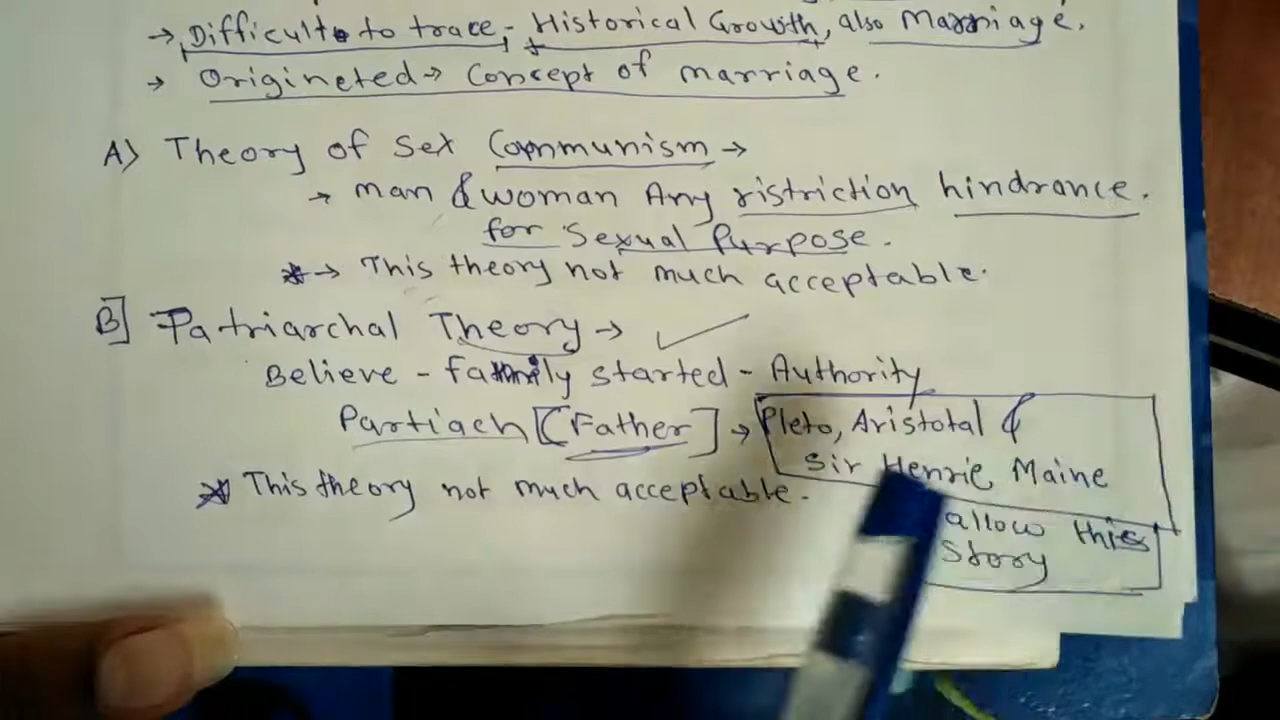 → Difficult to trace, - Historical Growth, also Marriage.
→ Origineted → Concept of marriage.
A) Theory of Sex Communism →
→ man & woman Any ristriction hindrance.
for Sexual Purpose.
* → This theory not much acceptable.
B] Patriarchal Theory →
Believe - family started - Authority
Partiach [Father] → Pleto, Aristotal &
Sir Henrie Maine
* This theory not much acceptable.
allow this
Story